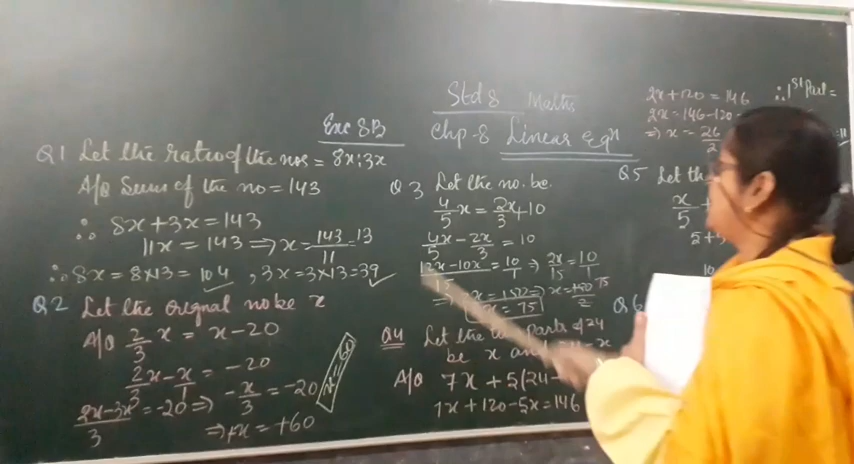 Std 8 Maths
Exc 8B
Chp-8 Linear eqn
Q1 Let the ratio of the nos = 8x:3x
A/Q Sum of the no = 143
∴ 8x + 3x = 143
11x = 143 ⇒ x = 143/11 = 13
∴ 8x = 8×13 = 104 , 3x = 3×13 = 39
Q2 Let the orignal no be x
A/Q 2/3 x = x - 20
2x/3 - x/1 = -20
2x-3x/3 = -20 ⇒ -x/3 = -20
⇒ +x = +60
Q3 Let the no. be
4/5 x = 2x/3 + 10
4x/5 - 2x/3 = 10
12x-10x/15 = 10/1 ⇒ 2x/15 = 10/1
x = 75
Q4 Let the two parts of 24
be x and
A/Q 7x + 5(24-
7x + 120 - 5x = 146
2x + 120 = 146
2x = 146 - 120
⇒ x = 26/2
∴ 1st Part =
Q5 Let th
x/5 +
Q6